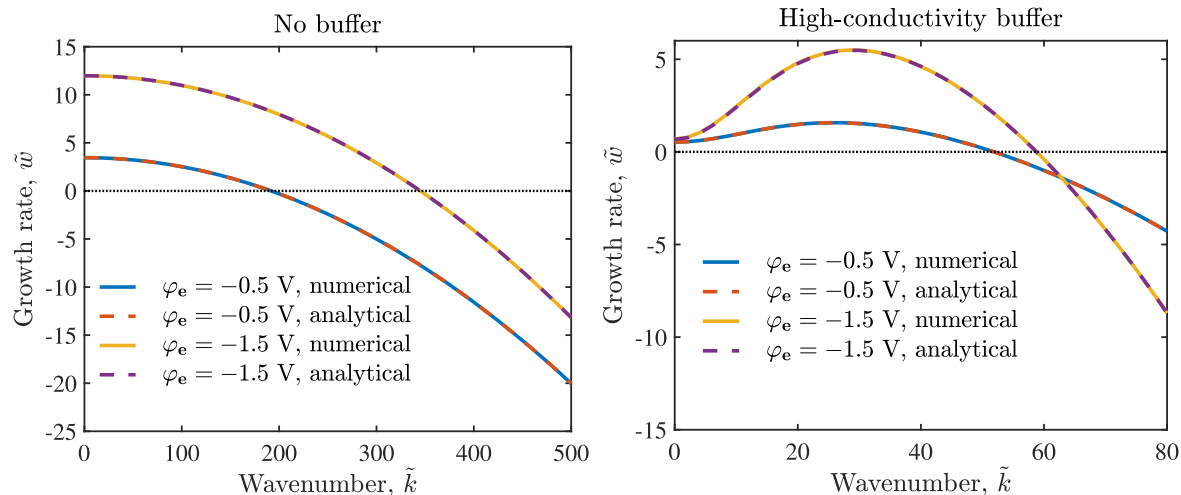 No buffer
15
10
5
0
-5
-10
-15
-20
-25
Growth rate, w̃
φe = −0.5 V, numerical
φe = −0.5 V, analytical
φe = −1.5 V, numerical
φe = −1.5 V, analytical
0 100 200 300 400 500
Wavenumber, k̃
High-conductivity buffer
5
0
-5
-10
-15
Growth rate, w̃
φe = −0.5 V, numerical
φe = −0.5 V, analytical
φe = −1.5 V, numerical
φe = −1.5 V, analytical
0 20 40 60 80
Wavenumber, k̃